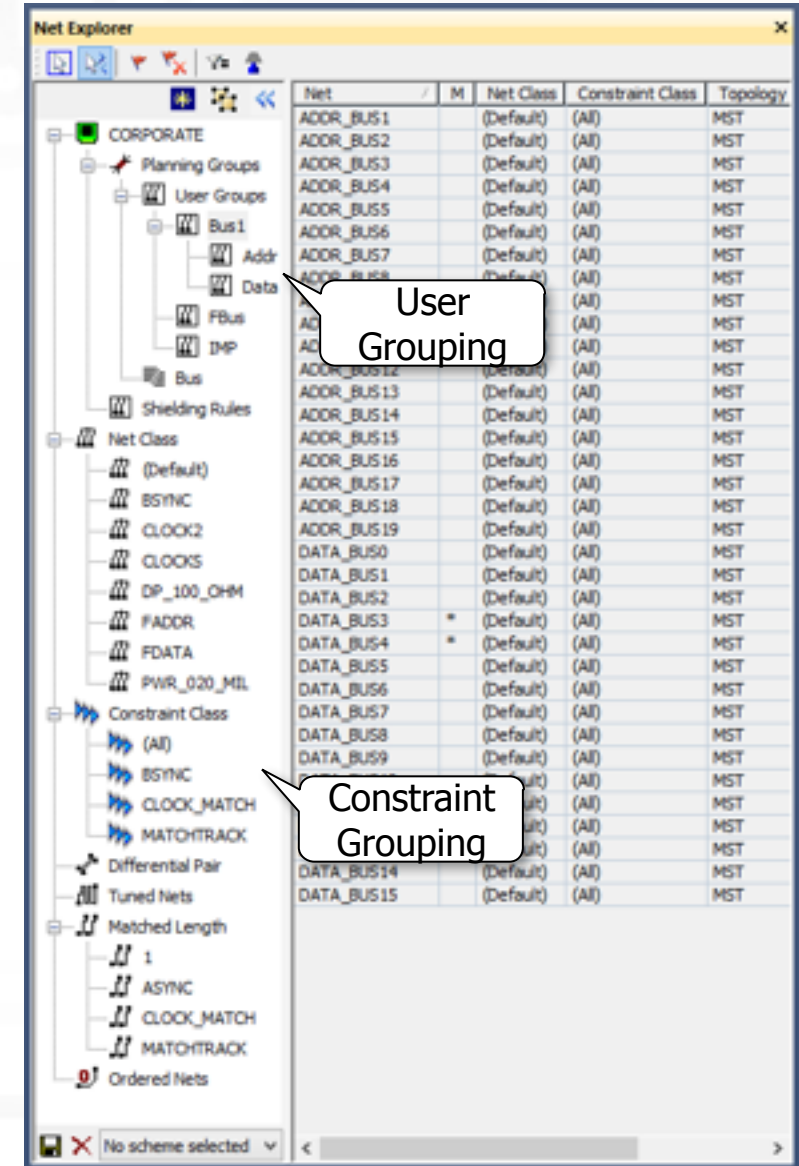 Net Explorer
CORPORATE
Planning Groups
User Groups
Bus1
Addr
Data
FBus
IMP
Bus
Shielding Rules
Net Class
(Default)
BSYNC
CLOCK2
CLOCKS
DP_100_OHM
FADDR
FDATA
PWR_020_MIL
Constraint Class
(All)
BSYNC
CLOCK_MATCH
MATCHTRACK
Differential Pair
Tuned Nets
Matched Length
1
ASYNC
CLOCK_MATCH
MATCHTRACK
Ordered Nets
No scheme selected
Net M Net Class Constraint Class Topology
ADDR_BUS1 (Default) (All) MST
ADDR_BUS2 (Default) (All) MST
ADDR_BUS3 (Default) (All) MST
ADDR_BUS4 (Default) (All) MST
ADDR_BUS5 (Default) (All) MST
ADDR_BUS6 (Default) (All) MST
ADDR_BUS7 (Default) (All) MST
ADDR_BUS8 (Default) (All) MST
(All) MST
(All) MST
(All) MST
ADDR_BUS12 (Default) (All) MST
ADDR_BUS13 (Default) (All) MST
ADDR_BUS14 (Default) (All) MST
ADDR_BUS15 (Default) (All) MST
ADDR_BUS16 (Default) (All) MST
ADDR_BUS17 (Default) (All) MST
ADDR_BUS18 (Default) (All) MST
ADDR_BUS19 (Default) (All) MST
DATA_BUS0 (Default) (All) MST
DATA_BUS1 (Default) (All) MST
DATA_BUS2 (Default) (All) MST
DATA_BUS3 * (Default) (All) MST
DATA_BUS4 * (Default) (All) MST
DATA_BUS5 (Default) (All) MST
DATA_BUS6 (Default) (All) MST
DATA_BUS7 (Default) (All) MST
DATA_BUS8 (Default) (All) MST
DATA_BUS9 (Default) (All) MST
(All) MST
(All) MST
(All) MST
(All) MST
DATA_BUS14 (Default) (All) MST
DATA_BUS15 (Default) (All) MST
User
Grouping
Constraint
Grouping